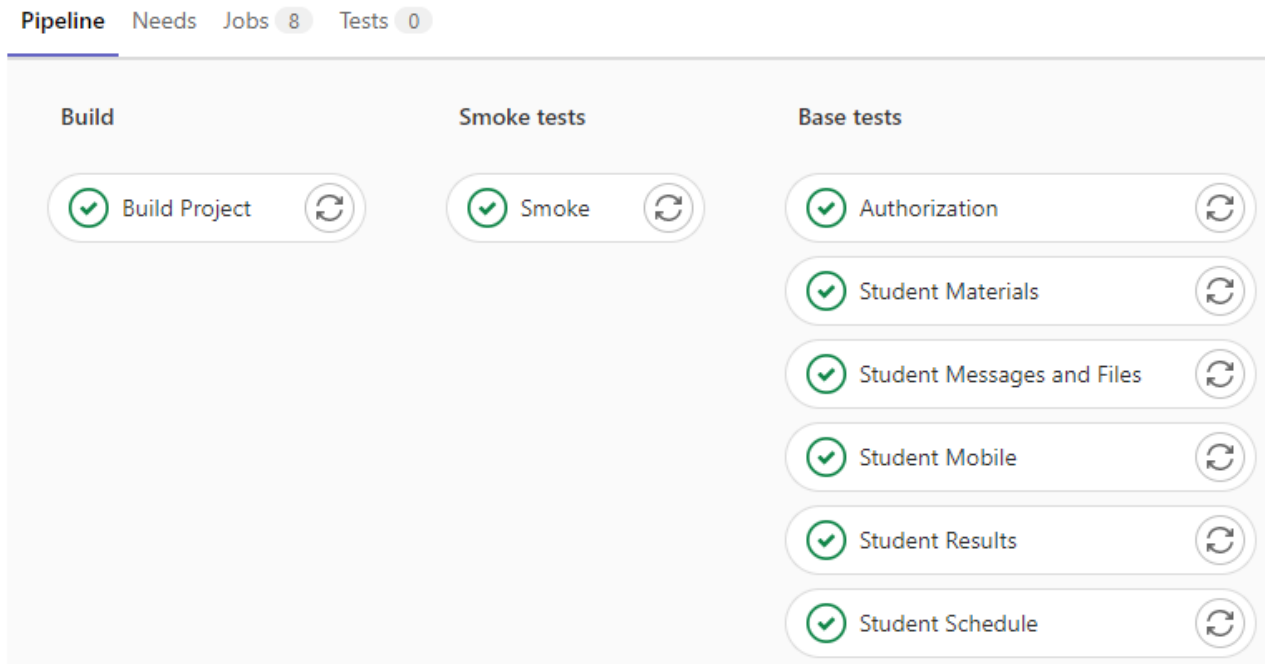 Pipeline Needs Jobs 8 Tests 0
Build Smoke tests Base tests
Build Project Smoke Authorization
Student Materials
Student Messages and Files
Student Mobile
Student Results
Student Schedule